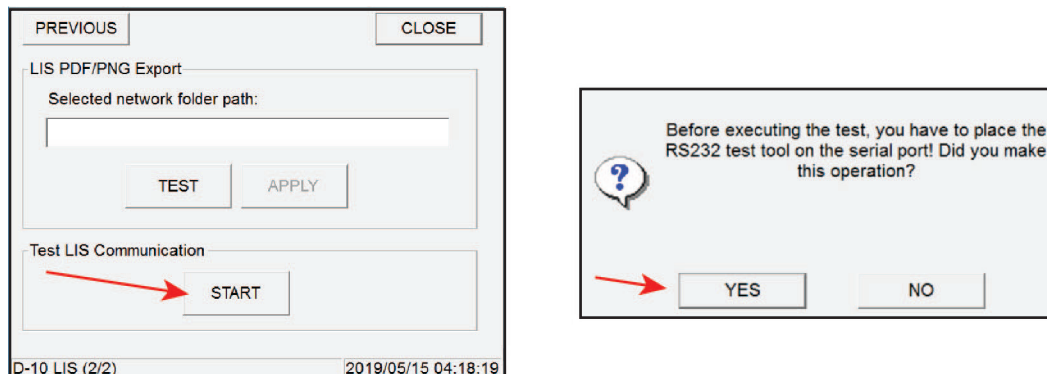 PREVIOUS
CLOSE
LIS PDF/PNG Export
Selected network folder path:
TEST
APPLY
Test LIS Communication
START
D-10 LIS (2/2)
2019/05/15 04:18:19
Before executing the test, you have to place the
RS232 test tool on the serial port! Did you make
this operation?
?
YES
NO